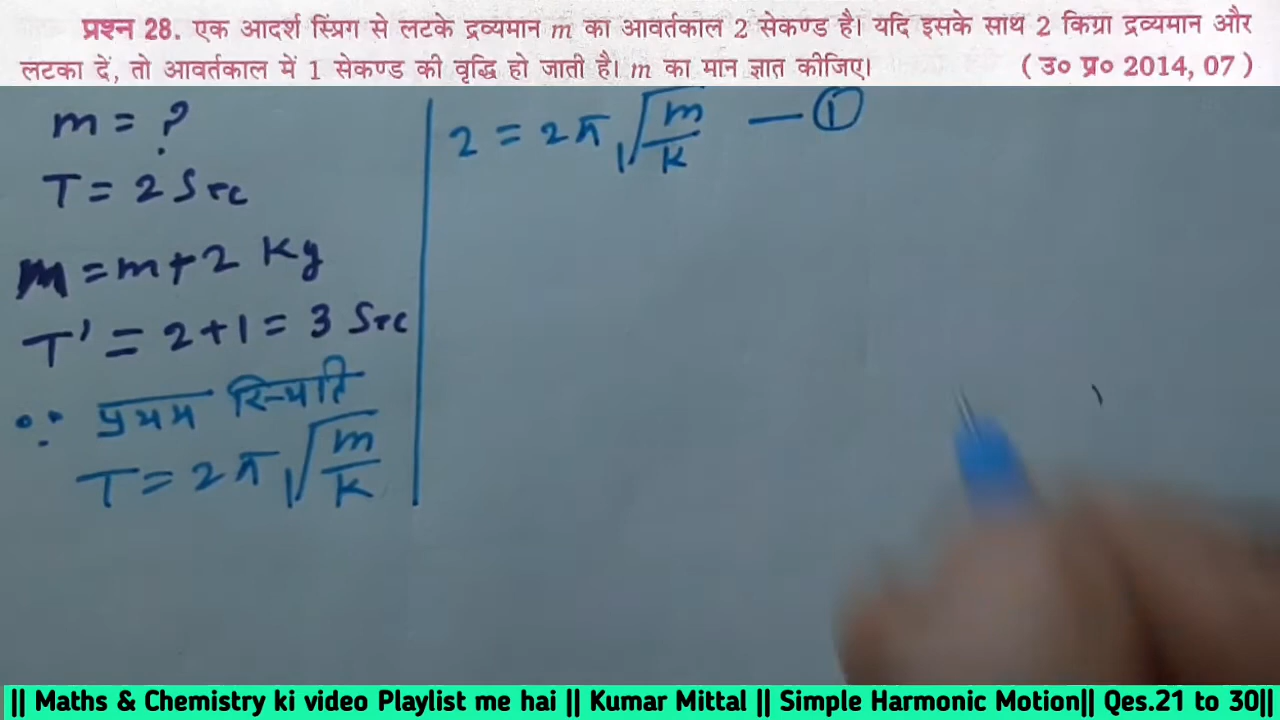 प्रश्न 28. एक आदर्श स्प्रिंग से लटके द्रव्यमान m का आवर्तकाल 2 सेकण्ड है। यदि इसके साथ 2 किग्रा द्रव्यमान और
लटका दें, तो आवर्तकाल में 1 सेकण्ड की वृद्धि हो जाती है। m का मान ज्ञात कीजिए। ( उ० प्र० 2014, 07 )
m = ?
T = 2 Sec
m = m+2 Kg
T' = 2+1 = 3 Sec
∵ प्रथम स्थिति
T = 2π √(m/K)
2 = 2π √(m/K) — ①
|| Maths & Chemistry ki video Playlist me hai || Kumar Mittal || Simple Harmonic Motion|| Qes.21 to 30||